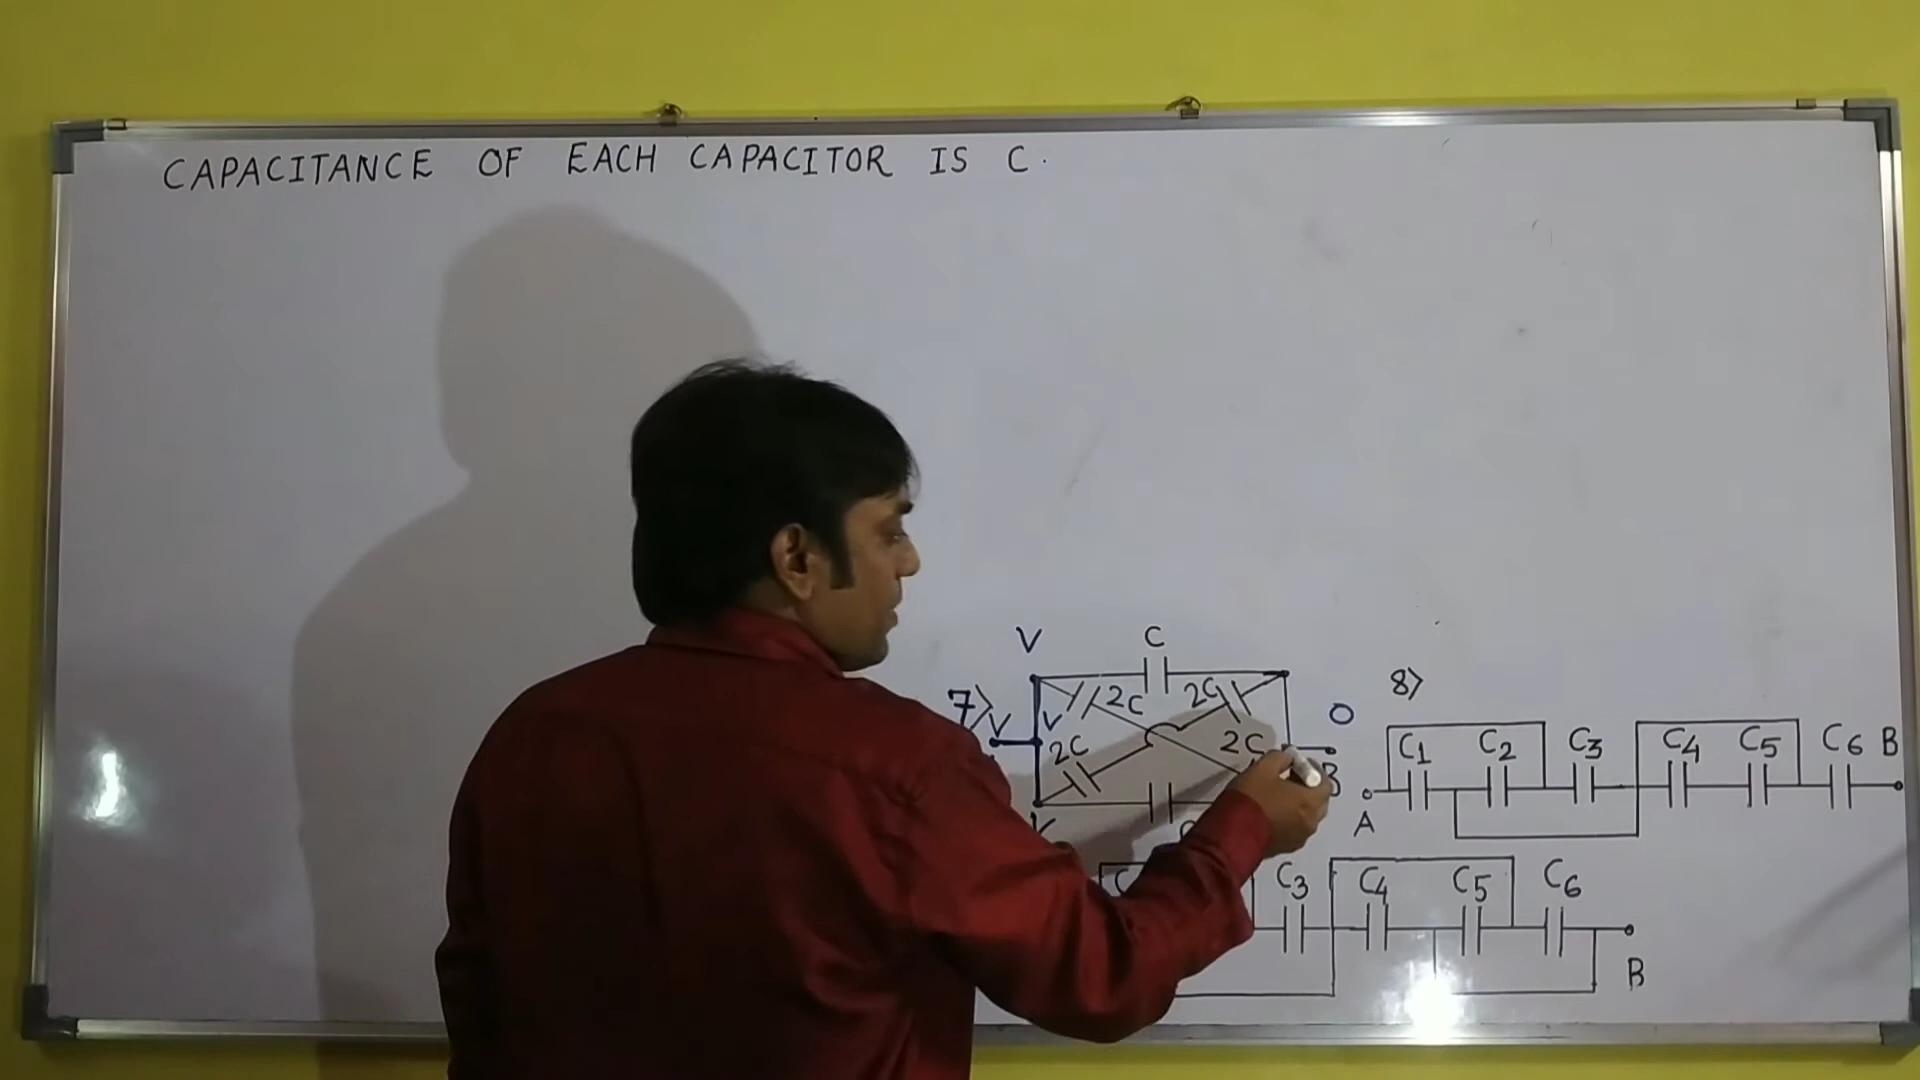 CAPACITANCE OF EACH CAPACITOR IS C.
V C
7> V V 2C 2C O
2C 2C B
V C
8>
C1 C2 C3 C4 C5 C6 B
A
C C3 C4 C5 C6
B